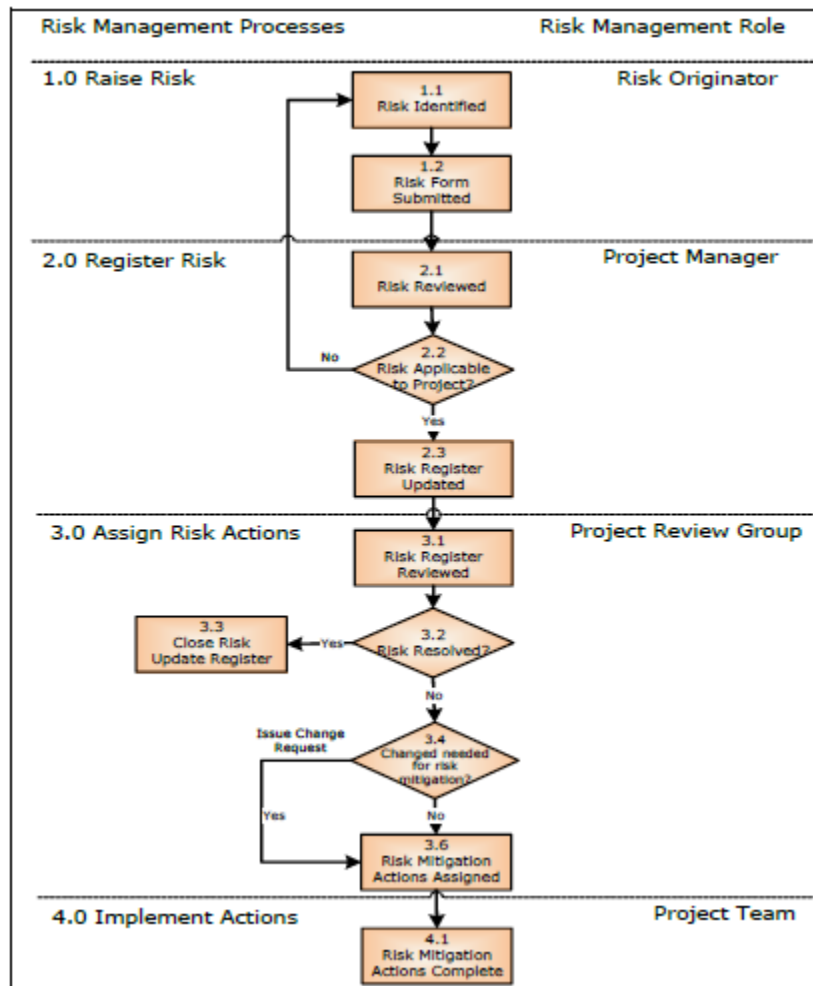 Risk Management Processes
Risk Management Role
1.0 Raise Risk
Risk Originator
1.1
Risk Identified
1.2
Risk Form
Submitted
2.0 Register Risk
Project Manager
2.1
Risk Reviewed
No
2.2
Risk Applicable
to Project?
Yes
2.3
Risk Register
Updated
3.0 Assign Risk Actions
Project Review Group
3.1
Risk Register
Reviewed
3.3
Close Risk
Update Register
Yes
3.2
Risk Resolved?
No
Issue Change
Request
3.4
Changed needed
for risk
mitigation?
Yes
No
3.6
Risk Mitigation
Actions Assigned
4.0 Implement Actions
Project Team
4.1
Risk Mitigation
Actions Complete